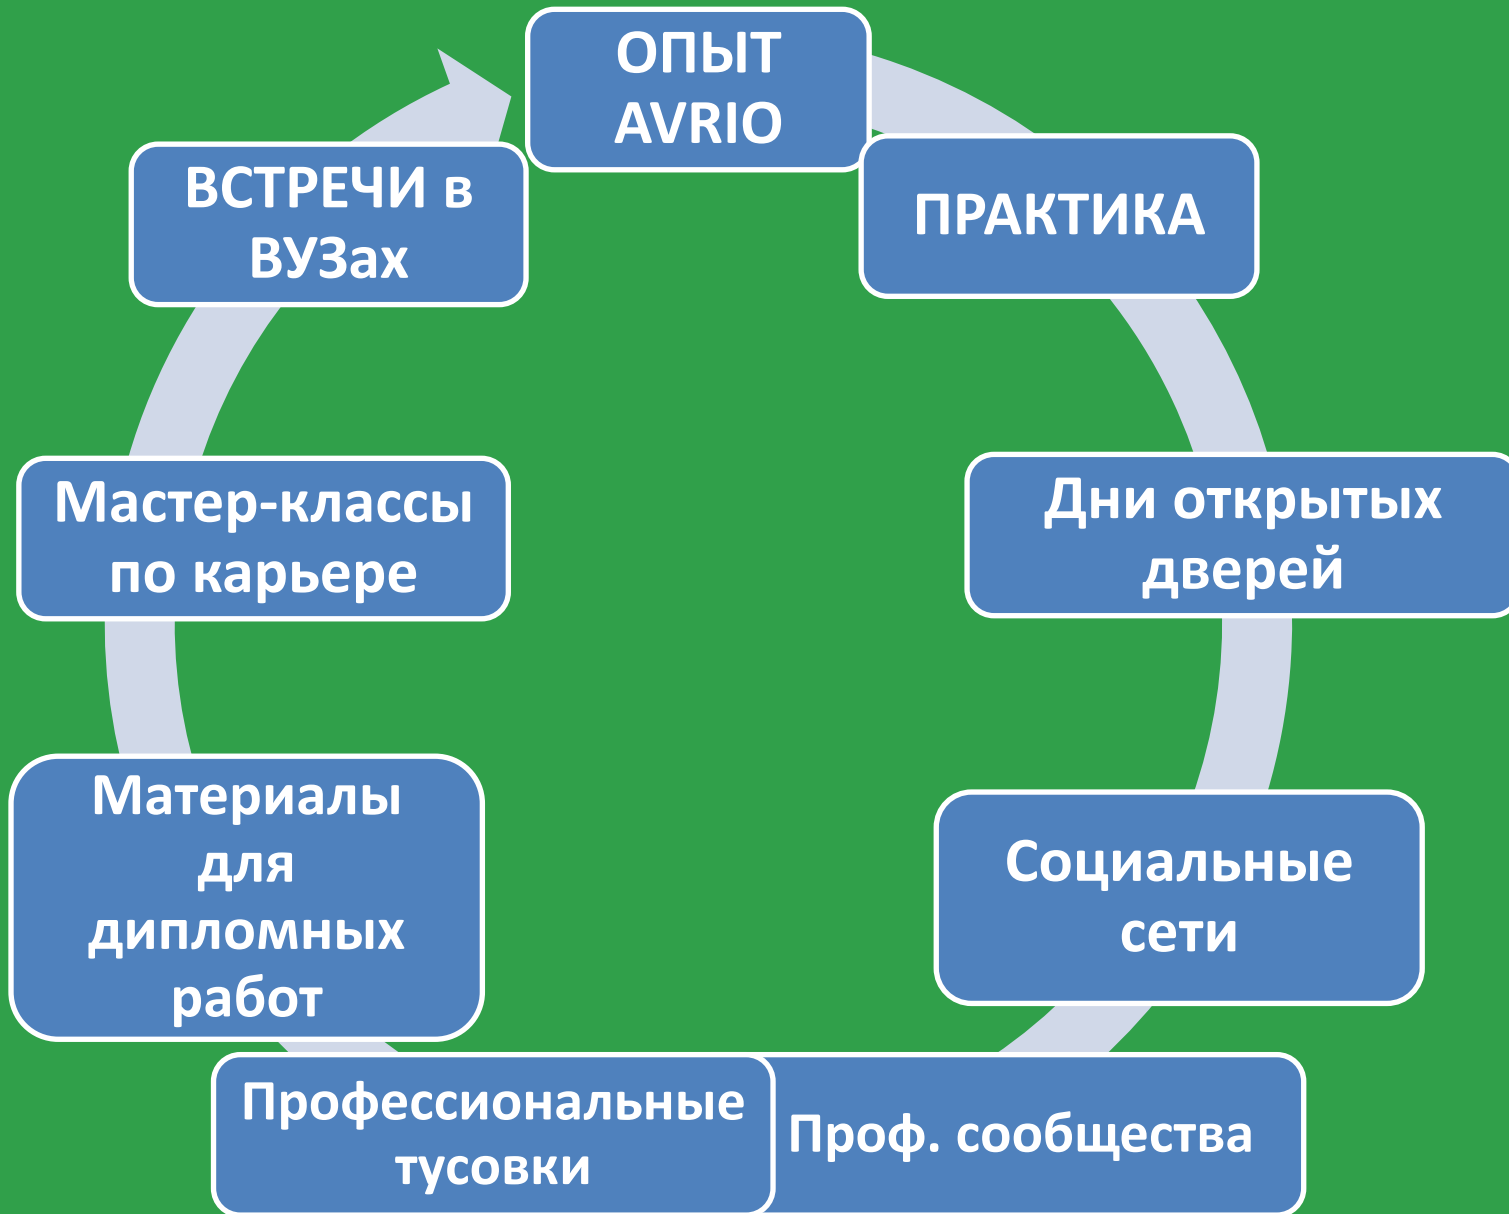 ОПЫТ
AVRIO
ПРАКТИКА
Дни открытых
дверей
Социальные
сети
Проф. сообщества
Профессиональные
тусовки
Материалы
для
дипломных
работ
Мастер-классы
по карьере
ВСТРЕЧИ в
ВУЗах